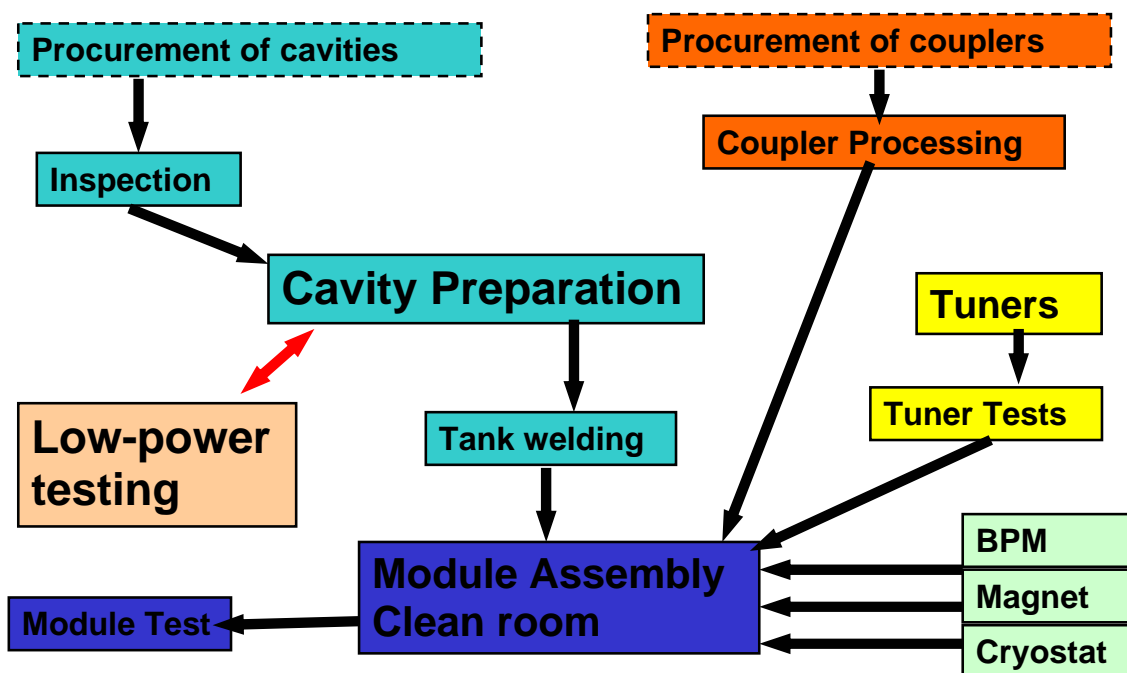 Procurement of cavities
Procurement of couplers
Coupler Processing
Inspection
Cavity Preparation
Tuners
Low-power
testing
Tank welding
Tuner Tests
BPM
Module Assembly
Clean room
Magnet
Module Test
Cryostat